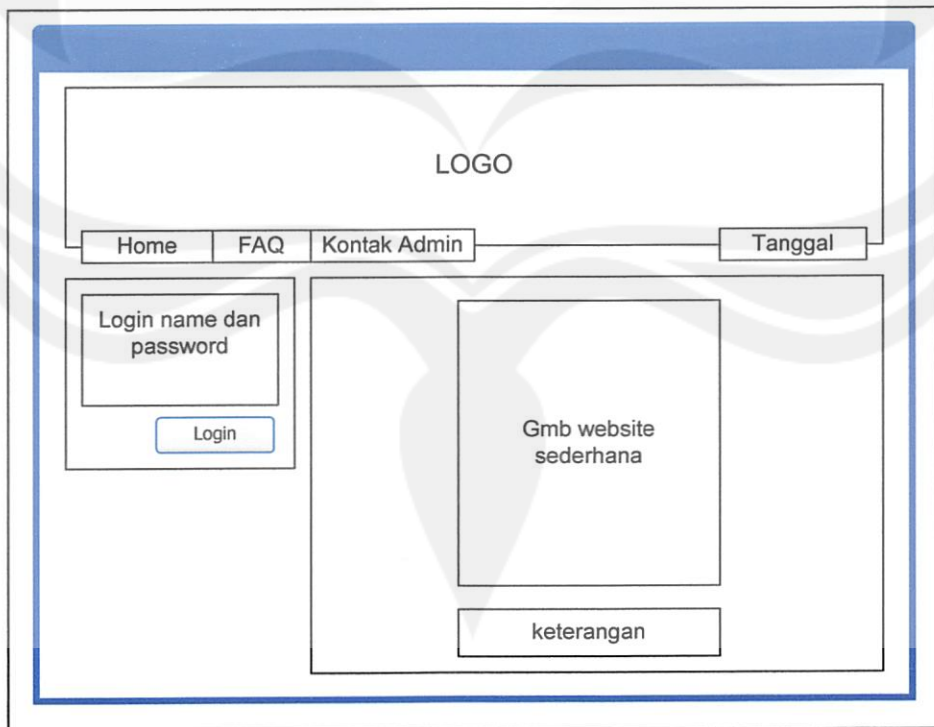 LOGO
Home
FAQ
Kontak Admin
Tanggal
Login name dan
password
Login
Gmb website
sederhana
keterangan